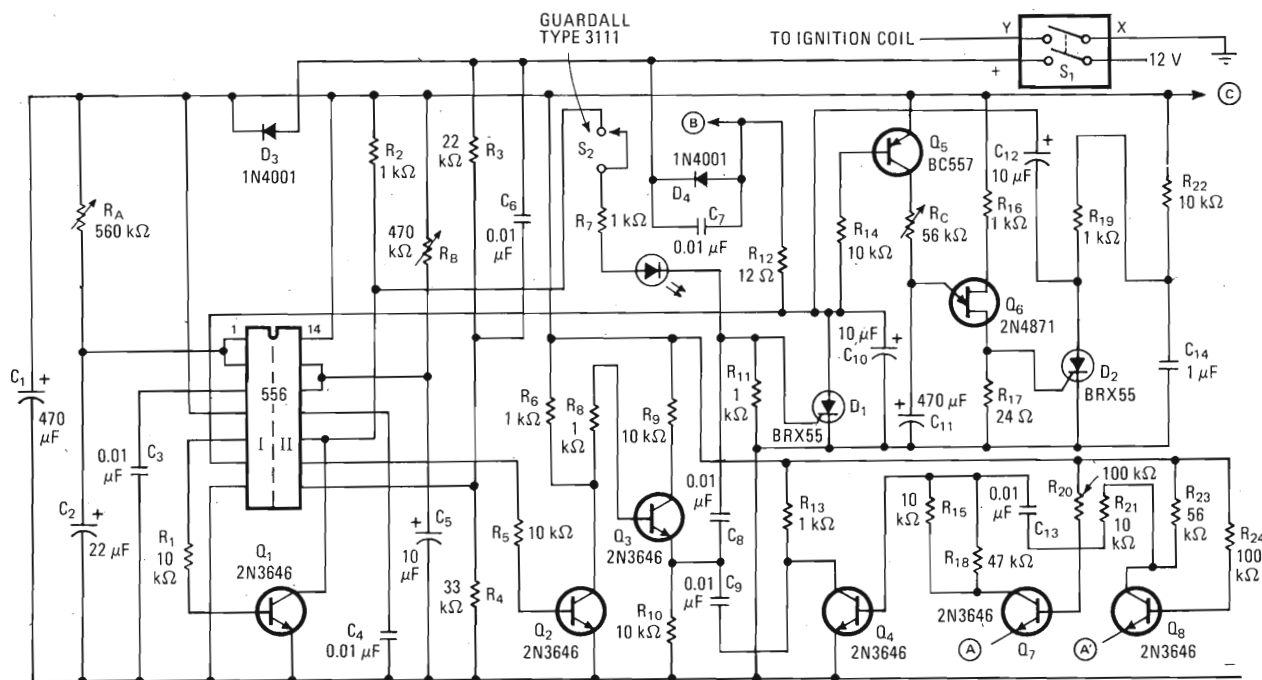 GUARDALL
TYPE 3111
TO IGNITION COIL
Y
X
+
S1
12 V
C
D3
1N4001
R2
1 kΩ
22
kΩ
R3
S2
B
1N4001
D4
Q5
BC557
C12
10 µF
+
RA
560 kΩ
470
kΩ
RB
C6
0.01
µF
R7
1 kΩ
C7
0.01 µF
R12
12 Ω
R14
10 kΩ
RC
56 kΩ
R16
1 kΩ
R19
1 kΩ
R22
10 kΩ
Q6
2N4871
1
14
556
I
II
C1
+
470
µF
C3
0.01
µF
C2
+
22 µF
R1
10
kΩ
Q1
2N3646
C4
0.01 µF
C5
+
10
µF
R6
1 kΩ
R8
1
kΩ
R9
10 kΩ
R11
1
kΩ
10 µF
+
C10
D1
BRX55
+
470 µF
C11
R17
24 Ω
D2
BRX55
C14
1 µF
R5
10 kΩ
Q2
2N3646
33
kΩ
R4
Q3
2N3646
R10
10 kΩ
0.01
µF
C8
0.01
µF
C9
R13
1 kΩ
Q4
2N3646
10
kΩ
R15
R18
47 kΩ
0.01
µF
C13
R20
100 kΩ
R21
10
kΩ
R23
56
kΩ
R24
100
kΩ
2N3646
A
Q7
A'
Q8
2N3646
−